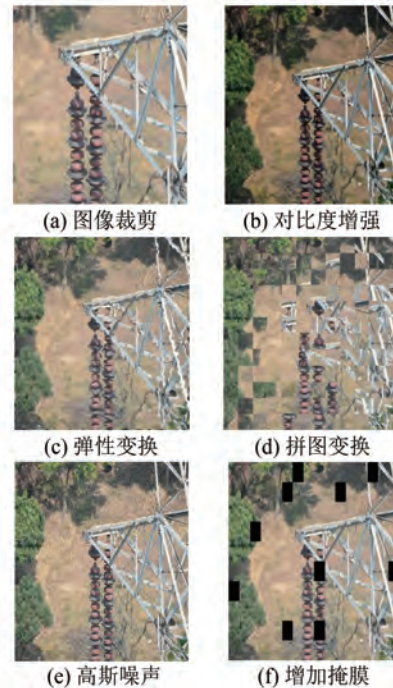 (a) 图像裁剪
(b) 对比度增强
(c) 弹性变换
(d) 拼图变换
(e) 高斯噪声
(f) 增加掩膜